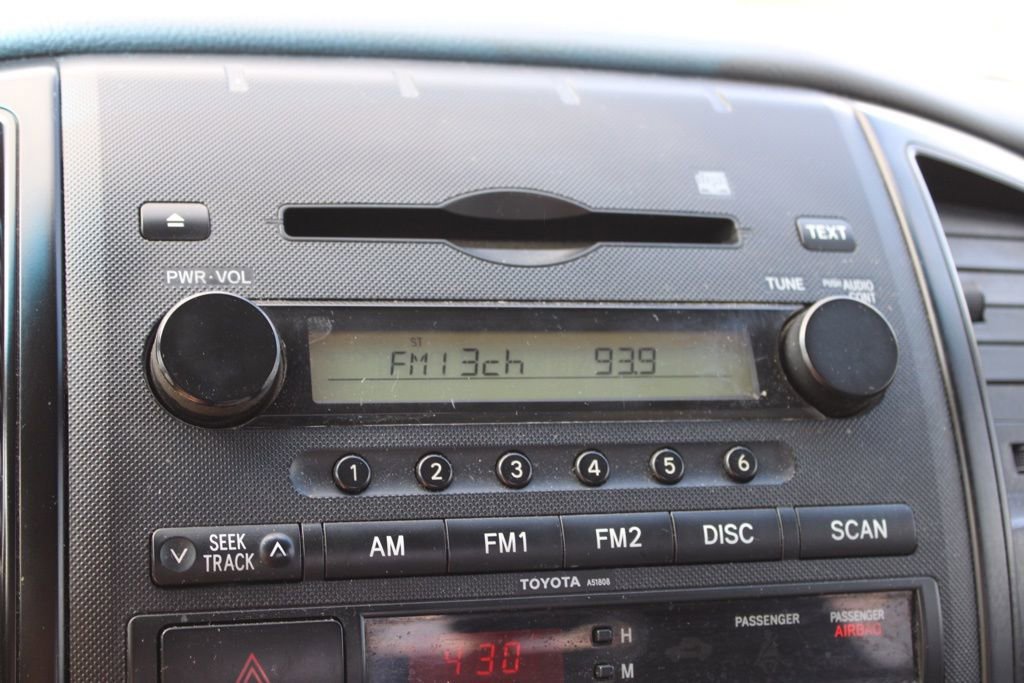 TEXT
PWR·VOL
TUNE
PUSH AUDIO CONT
ST
FM1 3ch 93.9
1 2 3 4 5 6
SEEK
TRACK
AM FM1 FM2 DISC SCAN
TOYOTA A51808
4:30
H
M
PASSENGER
PASSENGER
AIRBAG